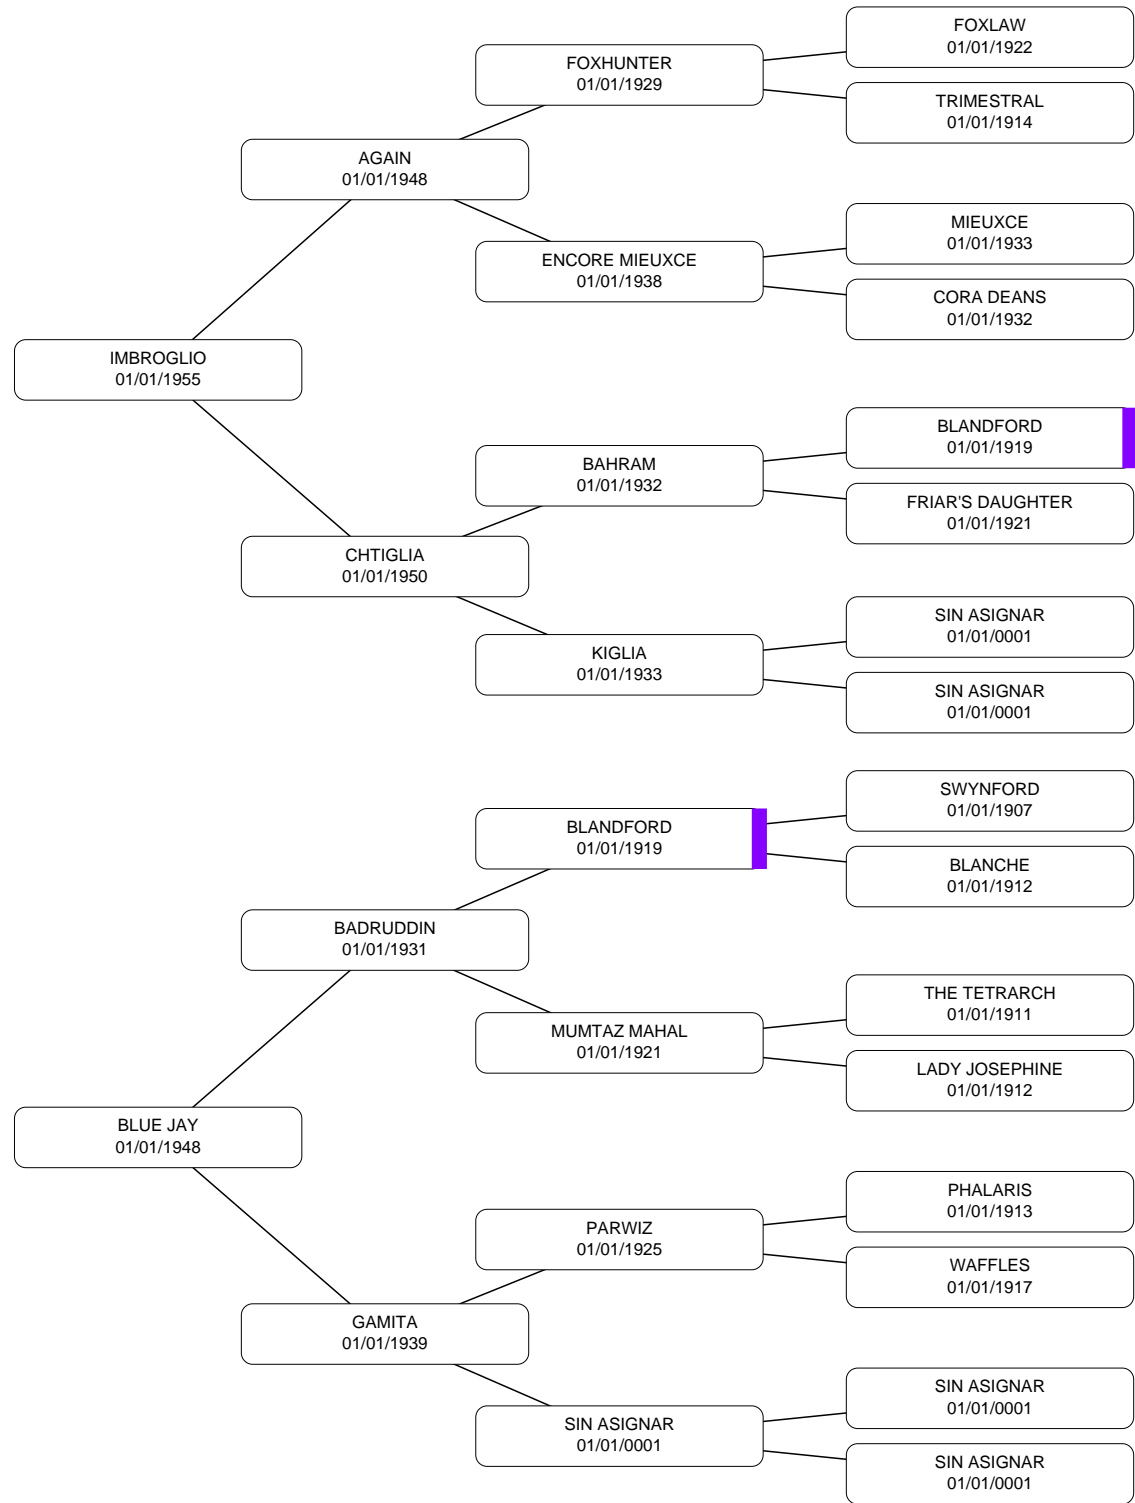 FOXLAW
01/01/1922
FOXHUNTER
01/01/1929
TRIMESTRAL
01/01/1914
AGAIN
01/01/1948
MIEUXCE
01/01/1933
ENCORE MIEUXCE
01/01/1938
CORA DEANS
01/01/1932
IMBROGLIO
01/01/1955
BLANDFORD
01/01/1919
BAHRAM
01/01/1932
FRIAR'S DAUGHTER
01/01/1921
CHTIGLIA
01/01/1950
SIN ASIGNAR
01/01/0001
KIGLIA
01/01/1933
SIN ASIGNAR
01/01/0001
SWYNFORD
01/01/1907
BLANDFORD
01/01/1919
BLANCHE
01/01/1912
BADRUDDIN
01/01/1931
THE TETRARCH
01/01/1911
MUMTAZ MAHAL
01/01/1921
LADY JOSEPHINE
01/01/1912
BLUE JAY
01/01/1948
PHALARIS
01/01/1913
PARWIZ
01/01/1925
WAFFLES
01/01/1917
GAMITA
01/01/1939
SIN ASIGNAR
01/01/0001
SIN ASIGNAR
01/01/0001
SIN ASIGNAR
01/01/0001